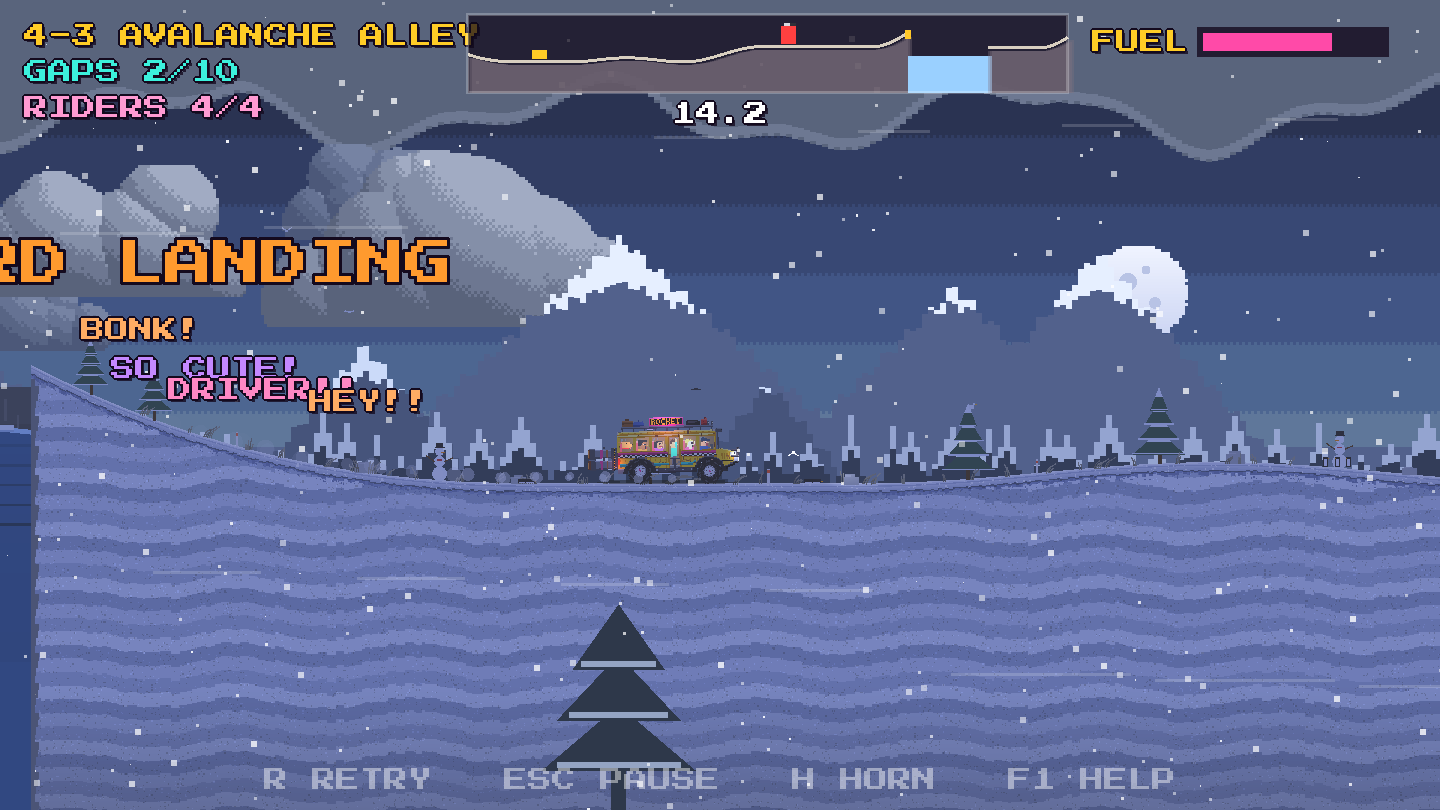 4-3 AVALANCHE ALLEY
GAPS 2/10
RIDERS 4/4
FUEL
14.2
RD LANDING
BONK!
SO CUTE!
DRIVER!!
HEY!!
ROCKET
R RETRY ESC PAUSE H HORN F1 HELP